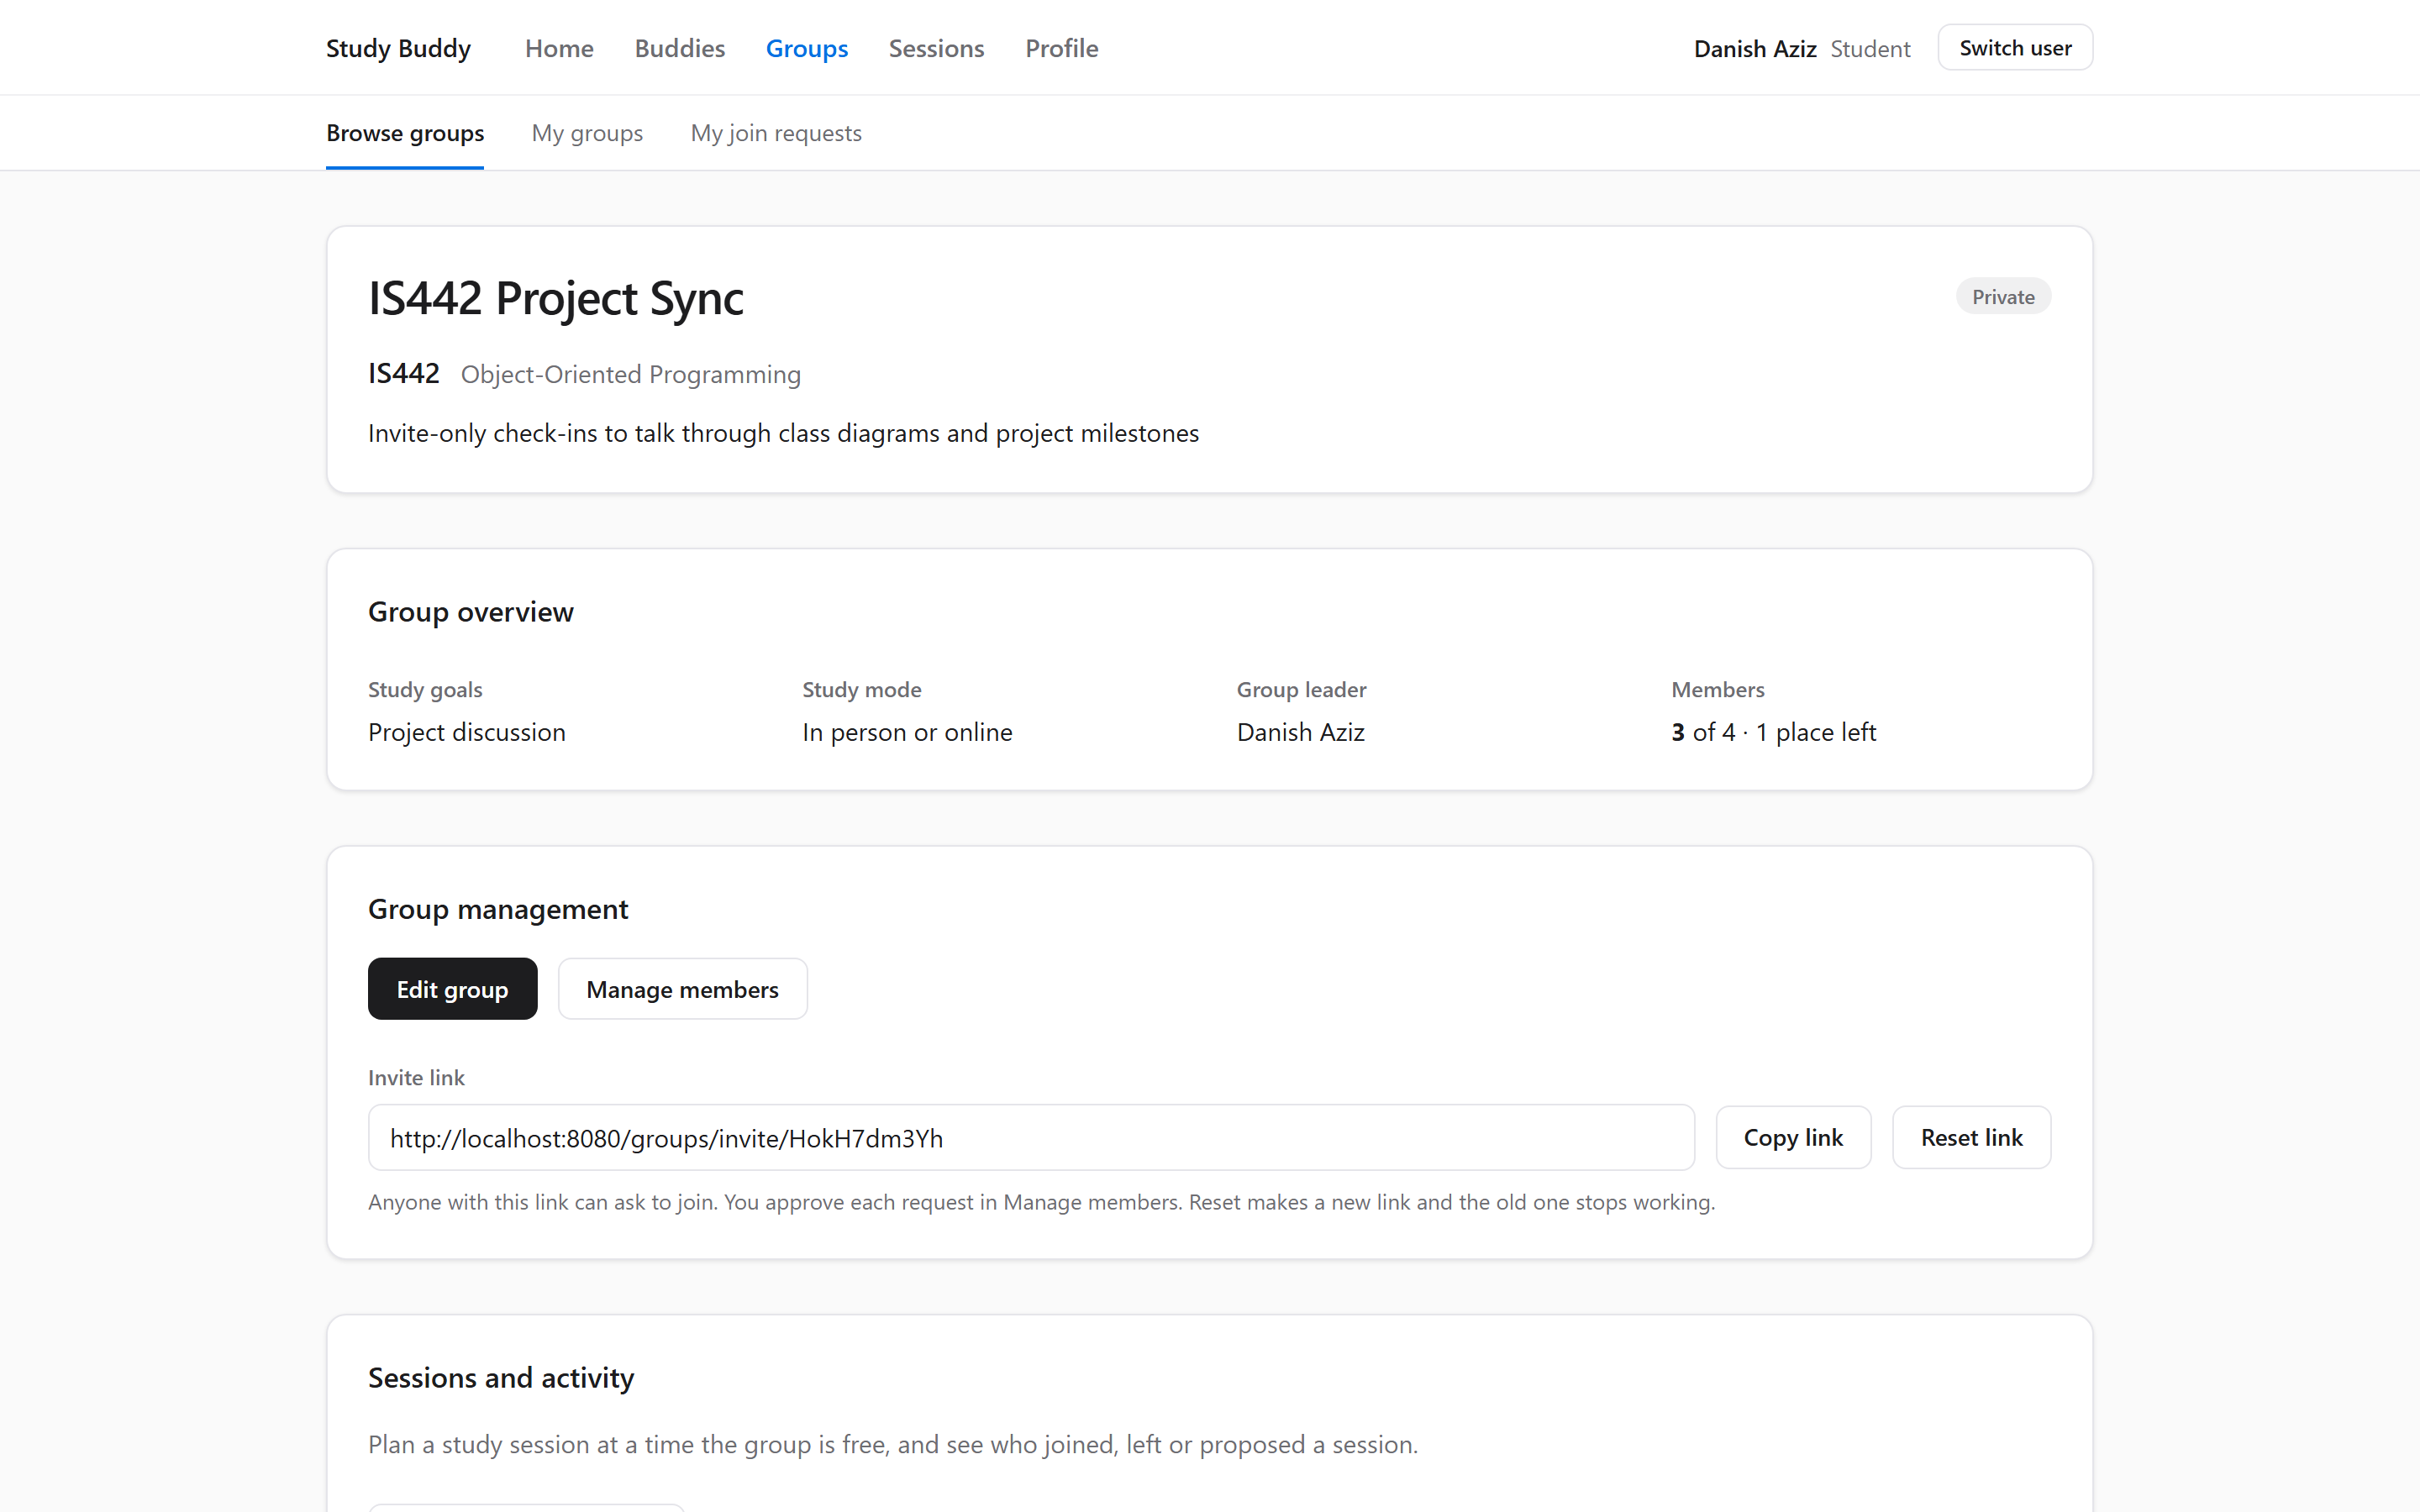 Study Buddy Home Buddies Groups Sessions Profile Danish Aziz Student Switch user
Browse groups My groups My join requests
IS442 Project Sync Private
IS442 Object-Oriented Programming
Invite-only check-ins to talk through class diagrams and project milestones
Group overview
Study goals Study mode Group leader Members
Project discussion In person or online Danish Aziz 3 of 4 · 1 place left
Group management
Edit group Manage members
Invite link
http://localhost:8080/groups/invite/HokH7dm3Yh Copy link Reset link
Anyone with this link can ask to join. You approve each request in Manage members. Reset makes a new link and the old one stops working.
Sessions and activity
Plan a study session at a time the group is free, and see who joined, left or proposed a session.